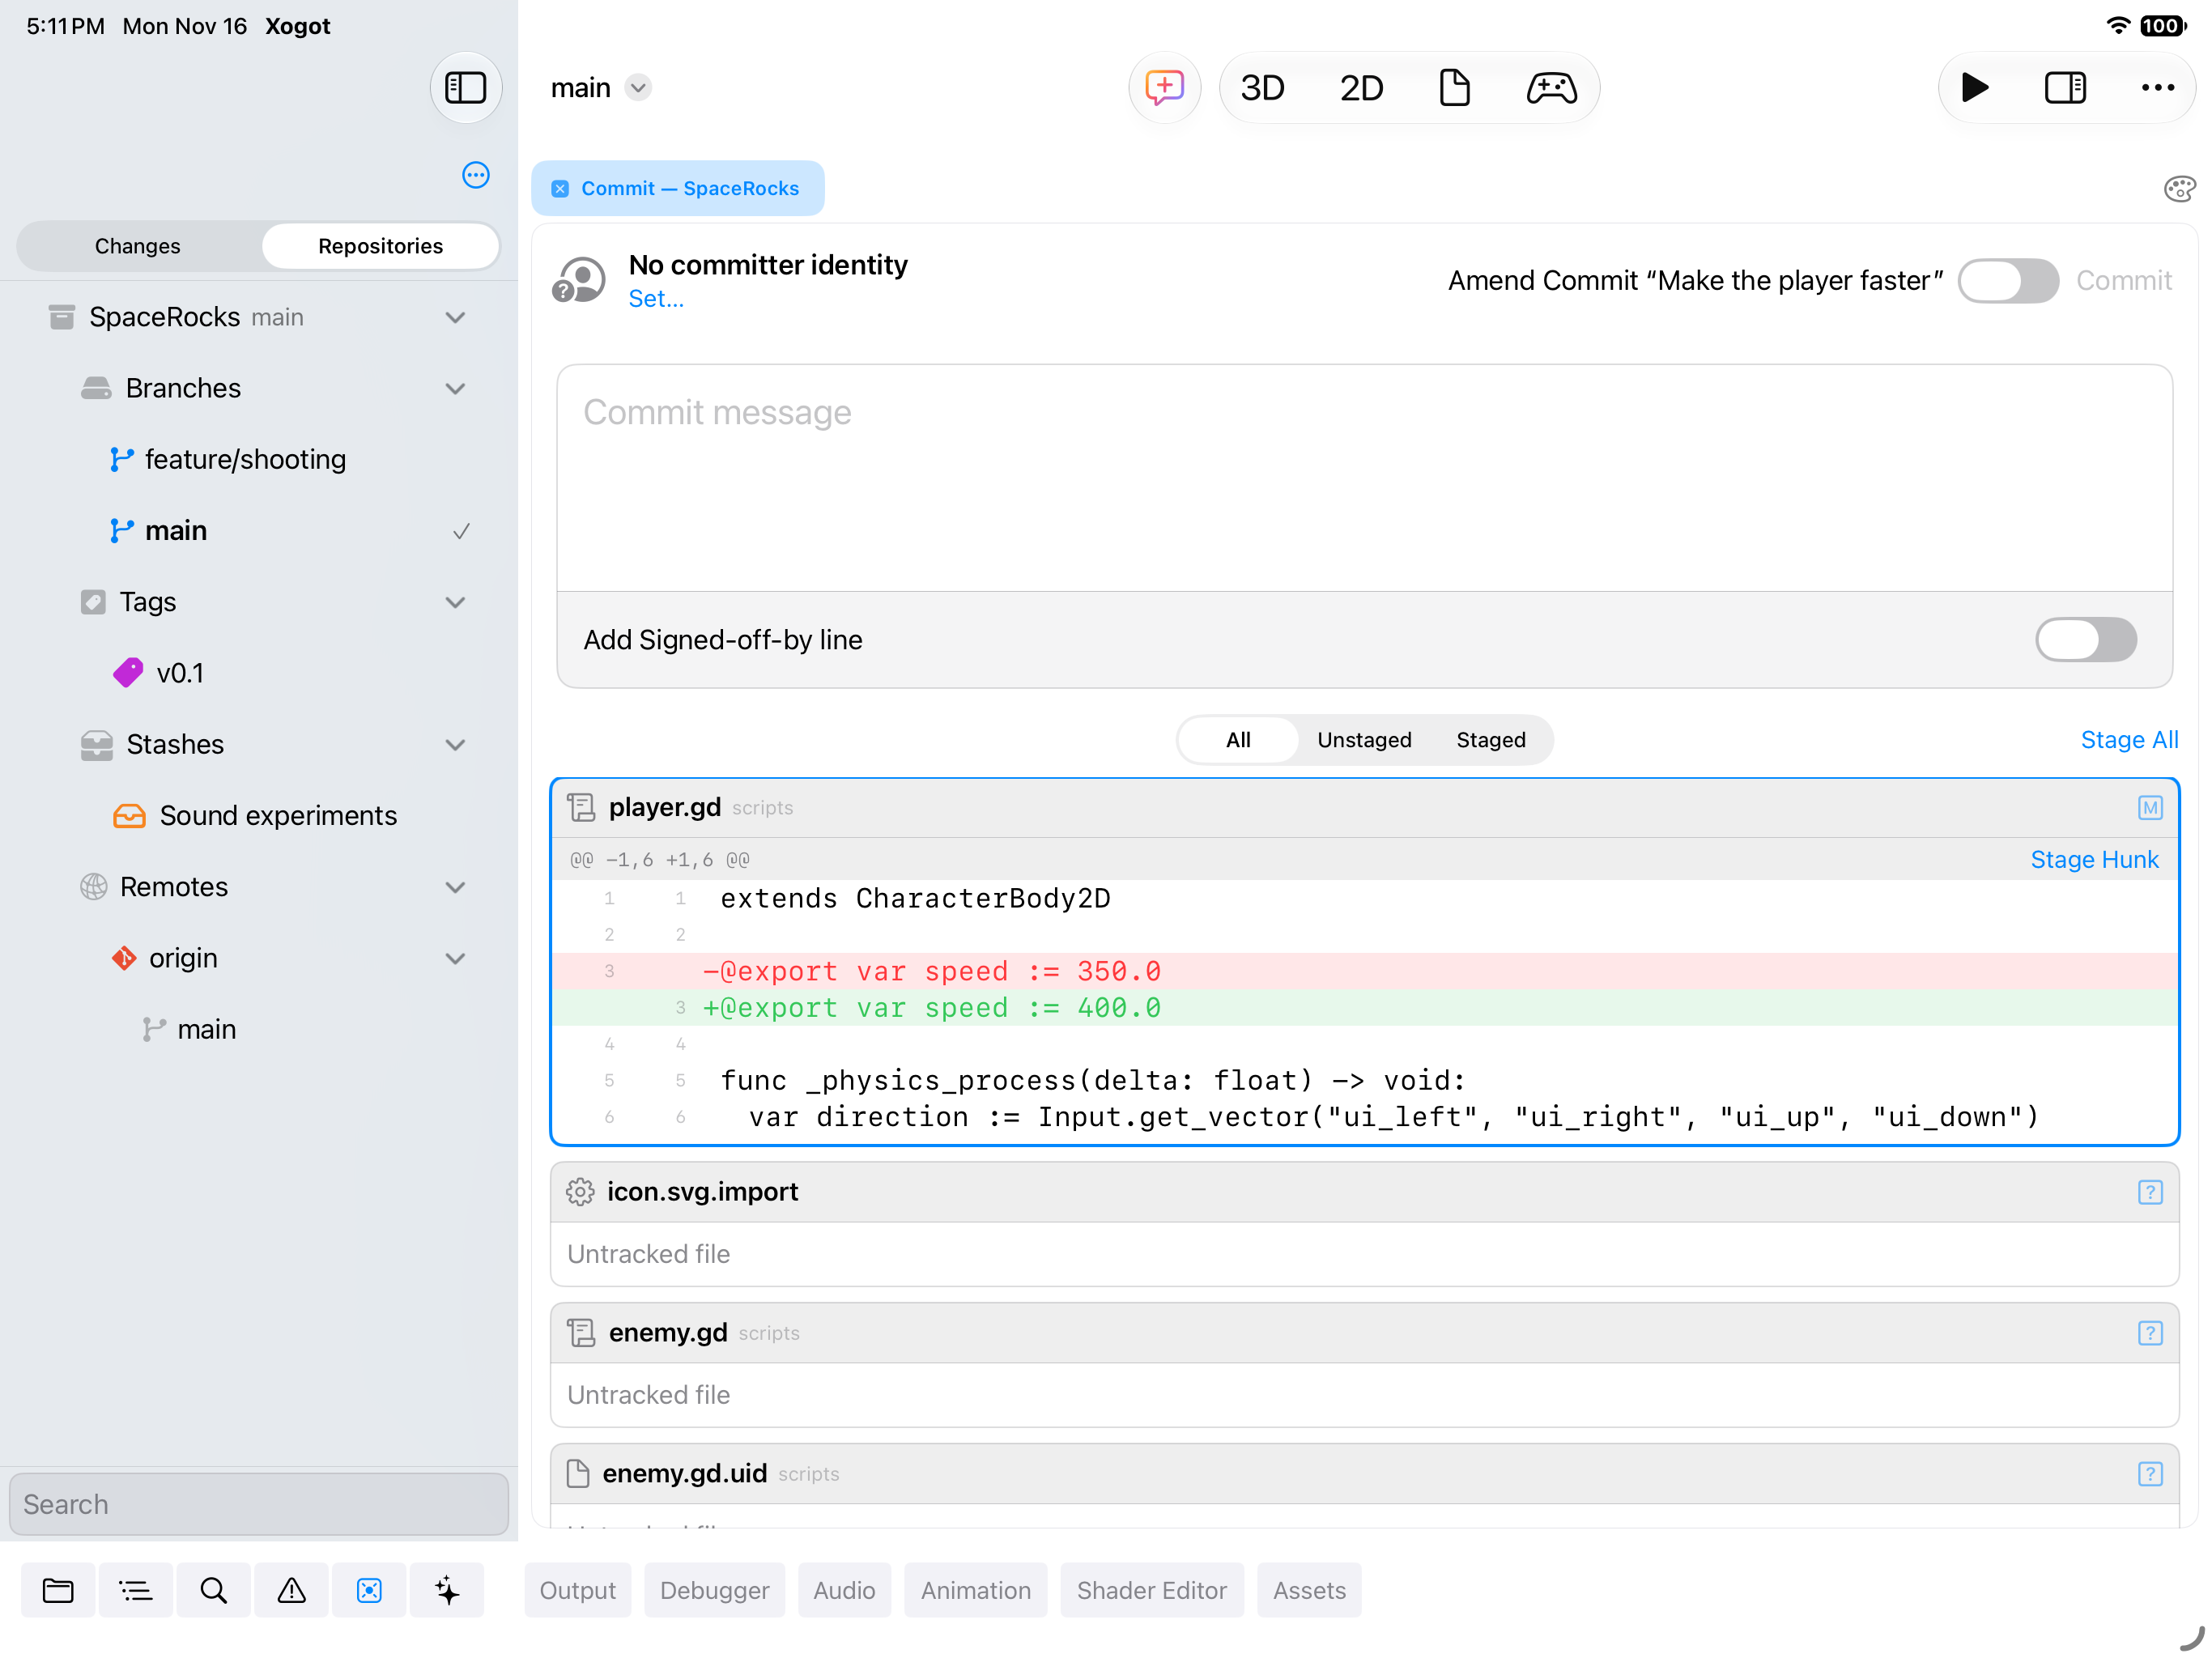 5:11 PM Mon Nov 16 Xogot
100
main
3D 2D
Changes Repositories
SpaceRocks main
Branches
feature/shooting
main
Tags
v0.1
Stashes
Sound experiments
Remotes
origin
main
Search
Commit — SpaceRocks
No committer identity
Set...
Amend Commit “Make the player faster” Commit
Commit message
Add Signed-off-by line
All Unstaged Staged Stage All
player.gd scripts M
@@ -1,6 +1,6 @@ Stage Hunk
1 1 extends CharacterBody2D
2 2
3 -@export var speed := 350.0
3 +@export var speed := 400.0
4 4
5 5 func _physics_process(delta: float) -> void:
6 6 var direction := Input.get_vector("ui_left", "ui_right", "ui_up", "ui_down")
icon.svg.import ?
Untracked file
enemy.gd scripts ?
Untracked file
enemy.gd.uid scripts ?
Output Debugger Audio Animation Shader Editor Assets